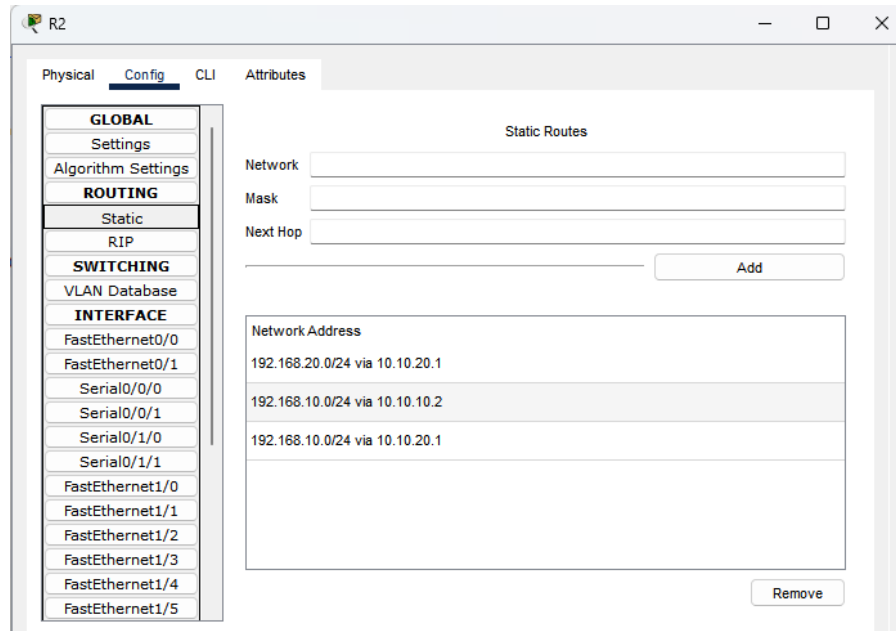 R2
Physical Config CLI Attributes
GLOBAL
Settings
Algorithm Settings
ROUTING
Static
RIP
SWITCHING
VLAN Database
INTERFACE
FastEthernet0/0
FastEthernet0/1
Serial0/0/0
Serial0/0/1
Serial0/1/0
Serial0/1/1
FastEthernet1/0
FastEthernet1/1
FastEthernet1/2
FastEthernet1/3
FastEthernet1/4
FastEthernet1/5
Static Routes
Network
Mask
Next Hop
Add
Network Address
192.168.20.0/24 via 10.10.20.1
192.168.10.0/24 via 10.10.10.2
192.168.10.0/24 via 10.10.20.1
Remove